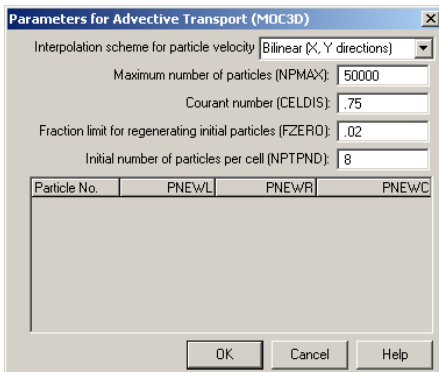 Parameters for Advective Transport (MOC3D)
Interpolation scheme for particle velocity Bilinear (X, Y directions)
Maximum number of particles (NPMAX): 50000
Courant number (CELDIS): .75
Fraction limit for regenerating initial particles (FZERO): .02
Initial number of particles per cell (NPTPND): 8
Particle No. PNEWL PNEWR PNEWC
OK Cancel Help